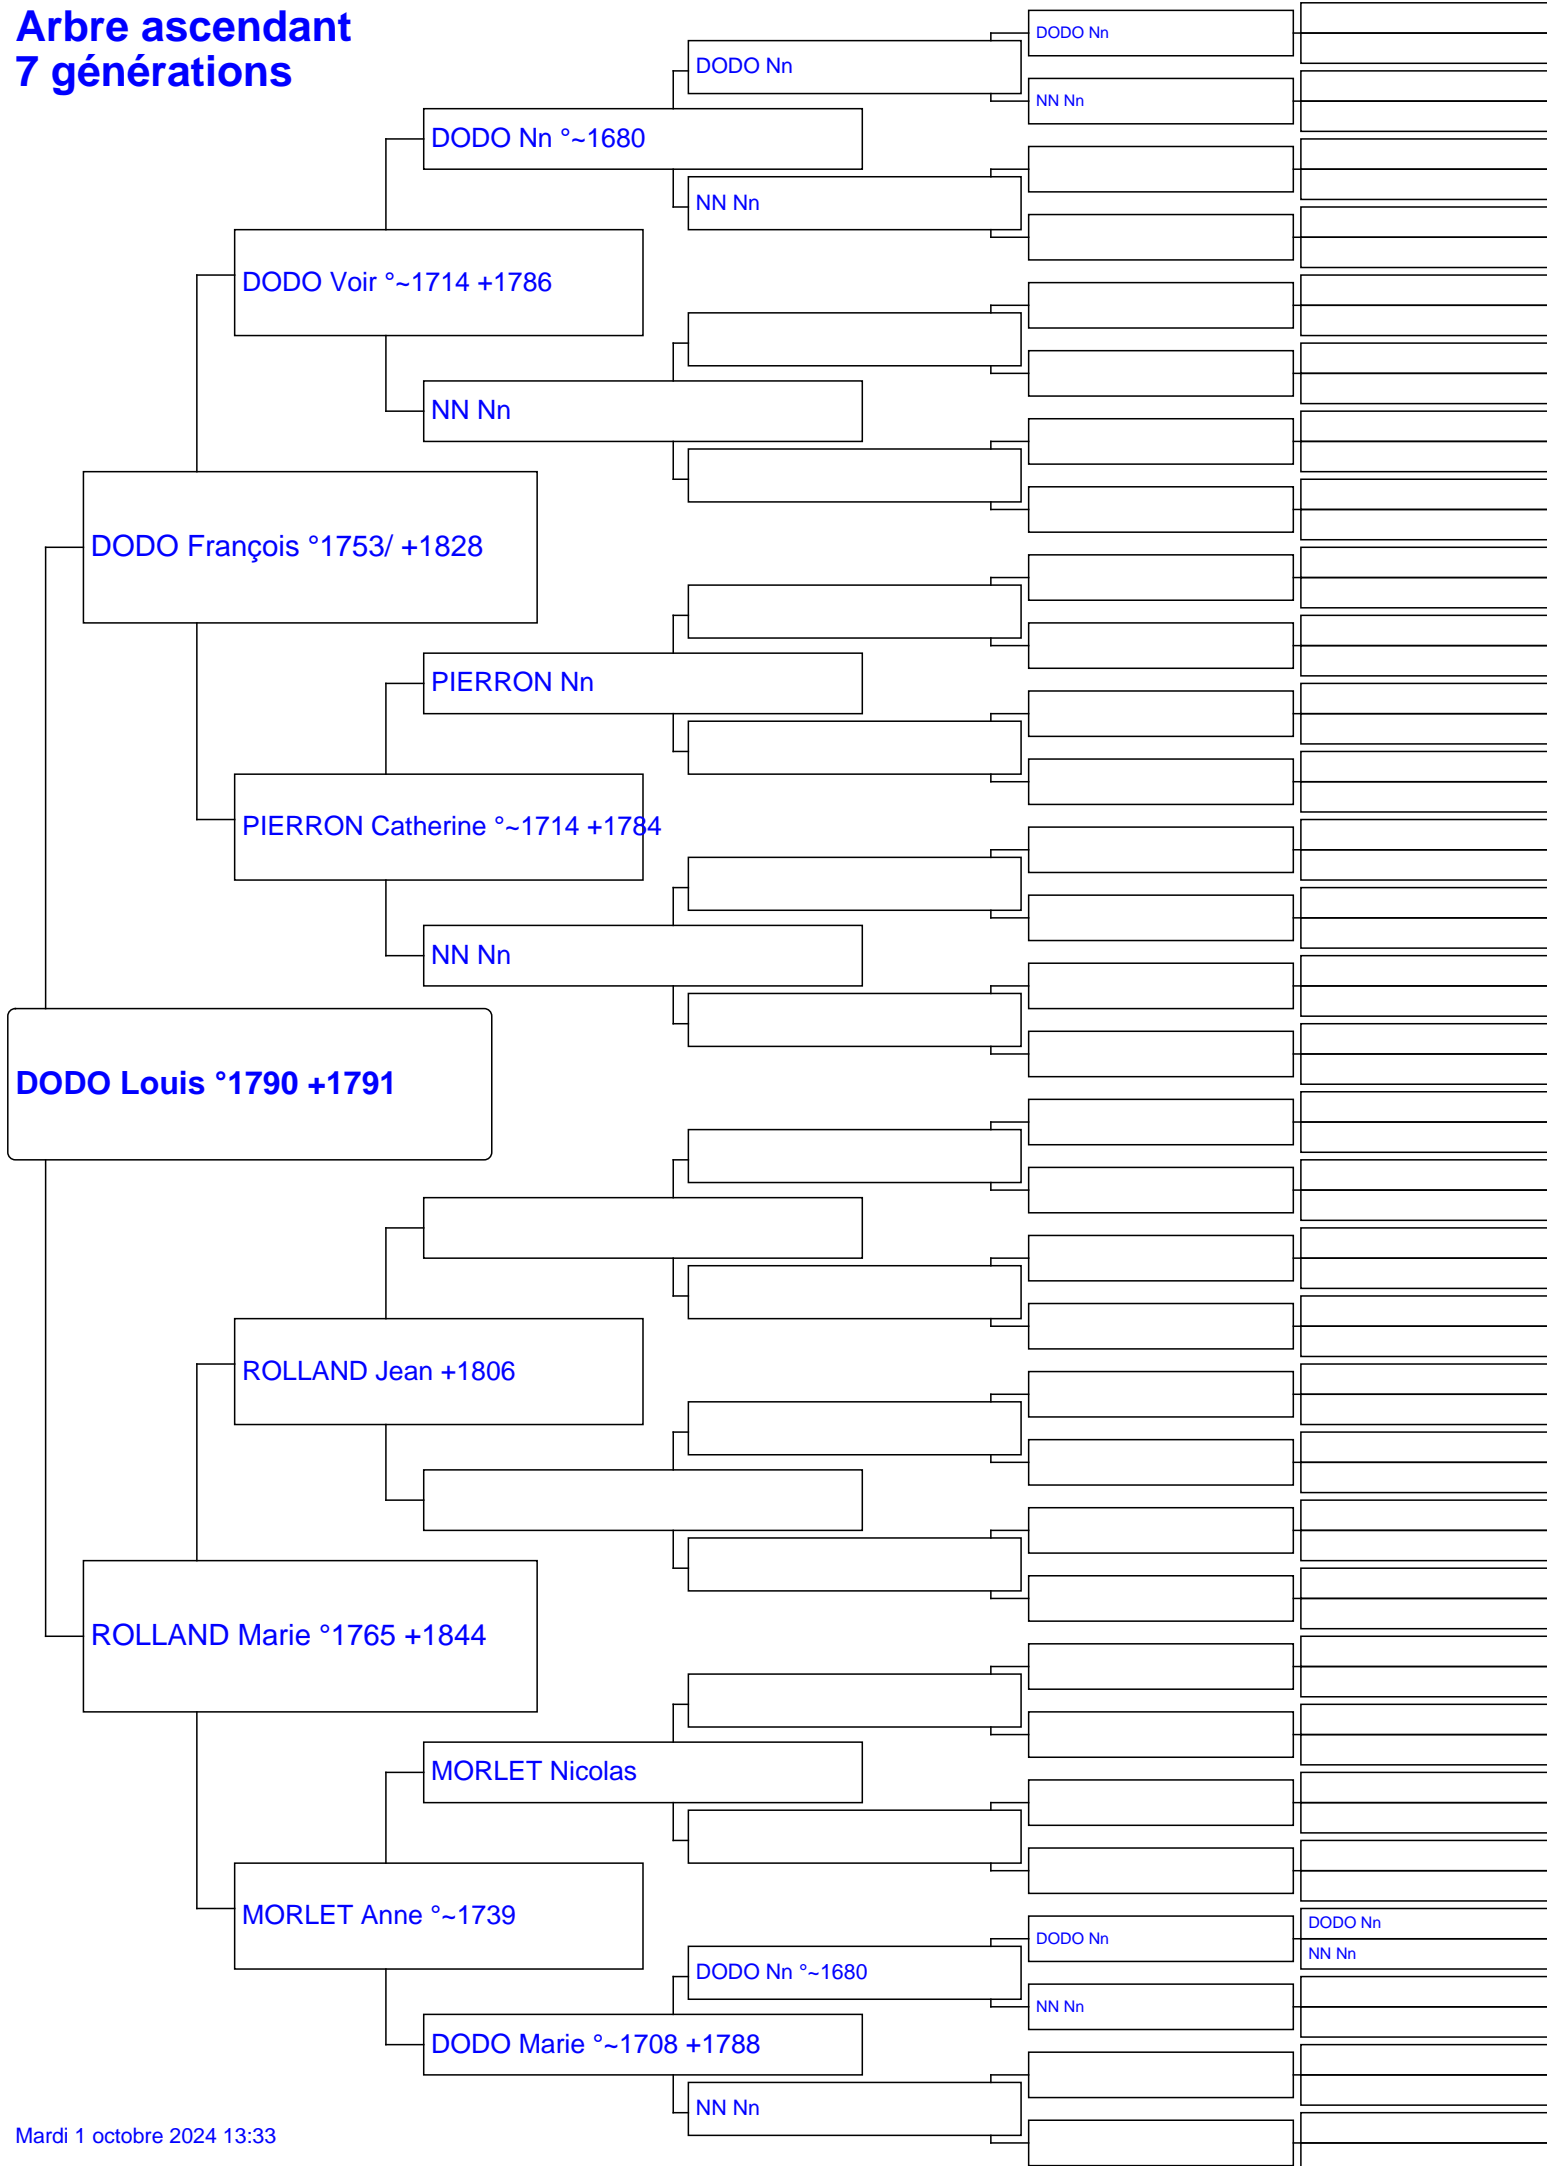 Arbre ascendant
7 générations
DODO Nn
DODO Nn
NN Nn
DODO Nn °~1680
NN Nn
DODO Voir °~1714 +1786
NN Nn
DODO François °1753/ +1828
PIERRON Nn
PIERRON Catherine °~1714 +1784
NN Nn
DODO Louis °1790 +1791
ROLLAND Jean +1806
ROLLAND Marie °1765 +1844
MORLET Nicolas
MORLET Anne °~1739
DODO Nn
DODO Nn
NN Nn
DODO Nn °~1680
NN Nn
DODO Marie °~1708 +1788
NN Nn
Mardi 1 octobre 2024 13:33